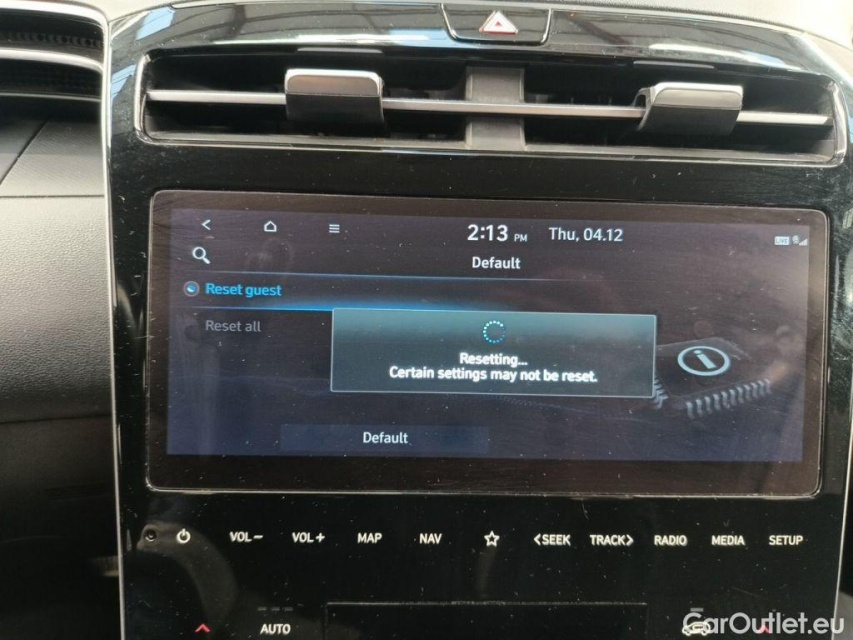 2:13 PM Thu, 04.12
Default
Reset guest
Reset all
Resetting...
Certain settings may not be reset.
i
Default
VOL− VOL+ MAP NAV ☆ <SEEK TRACK> RADIO MEDIA SETUP
AUTO
CarOutlet.eu